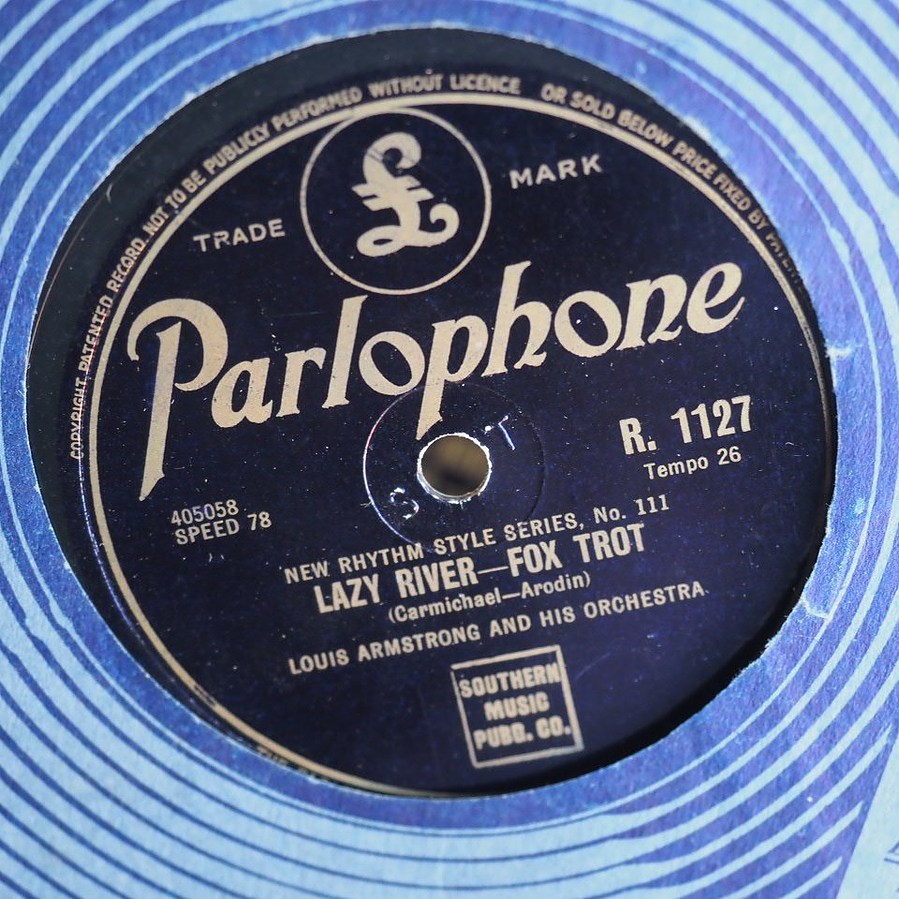 COPYRIGHT PATENTED RECORD. NOT TO BE PUBLICLY PERFORMED WITHOUT LICENCE OR SOLD BELOW PRICE FIXED BY
TRADE £ MARK
Parlophone
R. 1127
Tempo 26
S T
405058
SPEED 78
NEW RHYTHM STYLE SERIES, No. 111
LAZY RIVER—FOX TROT
(Carmichael—Arodin)
LOUIS ARMSTRONG AND HIS ORCHESTRA
SOUTHERN
MUSIC
PUBD. CO.